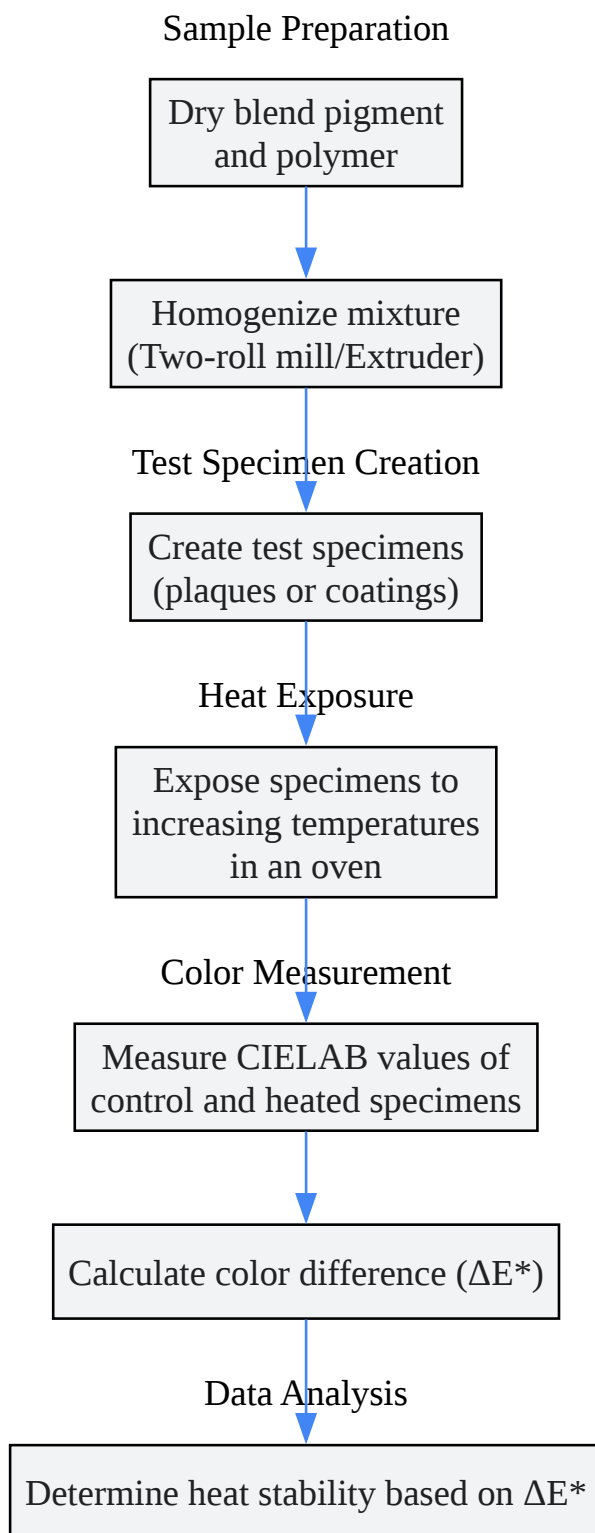 Sample Preparation
Dry blend pigment
and polymer
Homogenize mixture
(Two-roll mill/Extruder)
Test Specimen Creation
Create test specimens
(plaques or coatings)
Heat Exposure
Expose specimens to
increasing temperatures
in an oven
Color Measurement
Measure CIELAB values of
control and heated specimens
Calculate color difference (ΔE*)
Data Analysis
Determine heat stability based on ΔE*